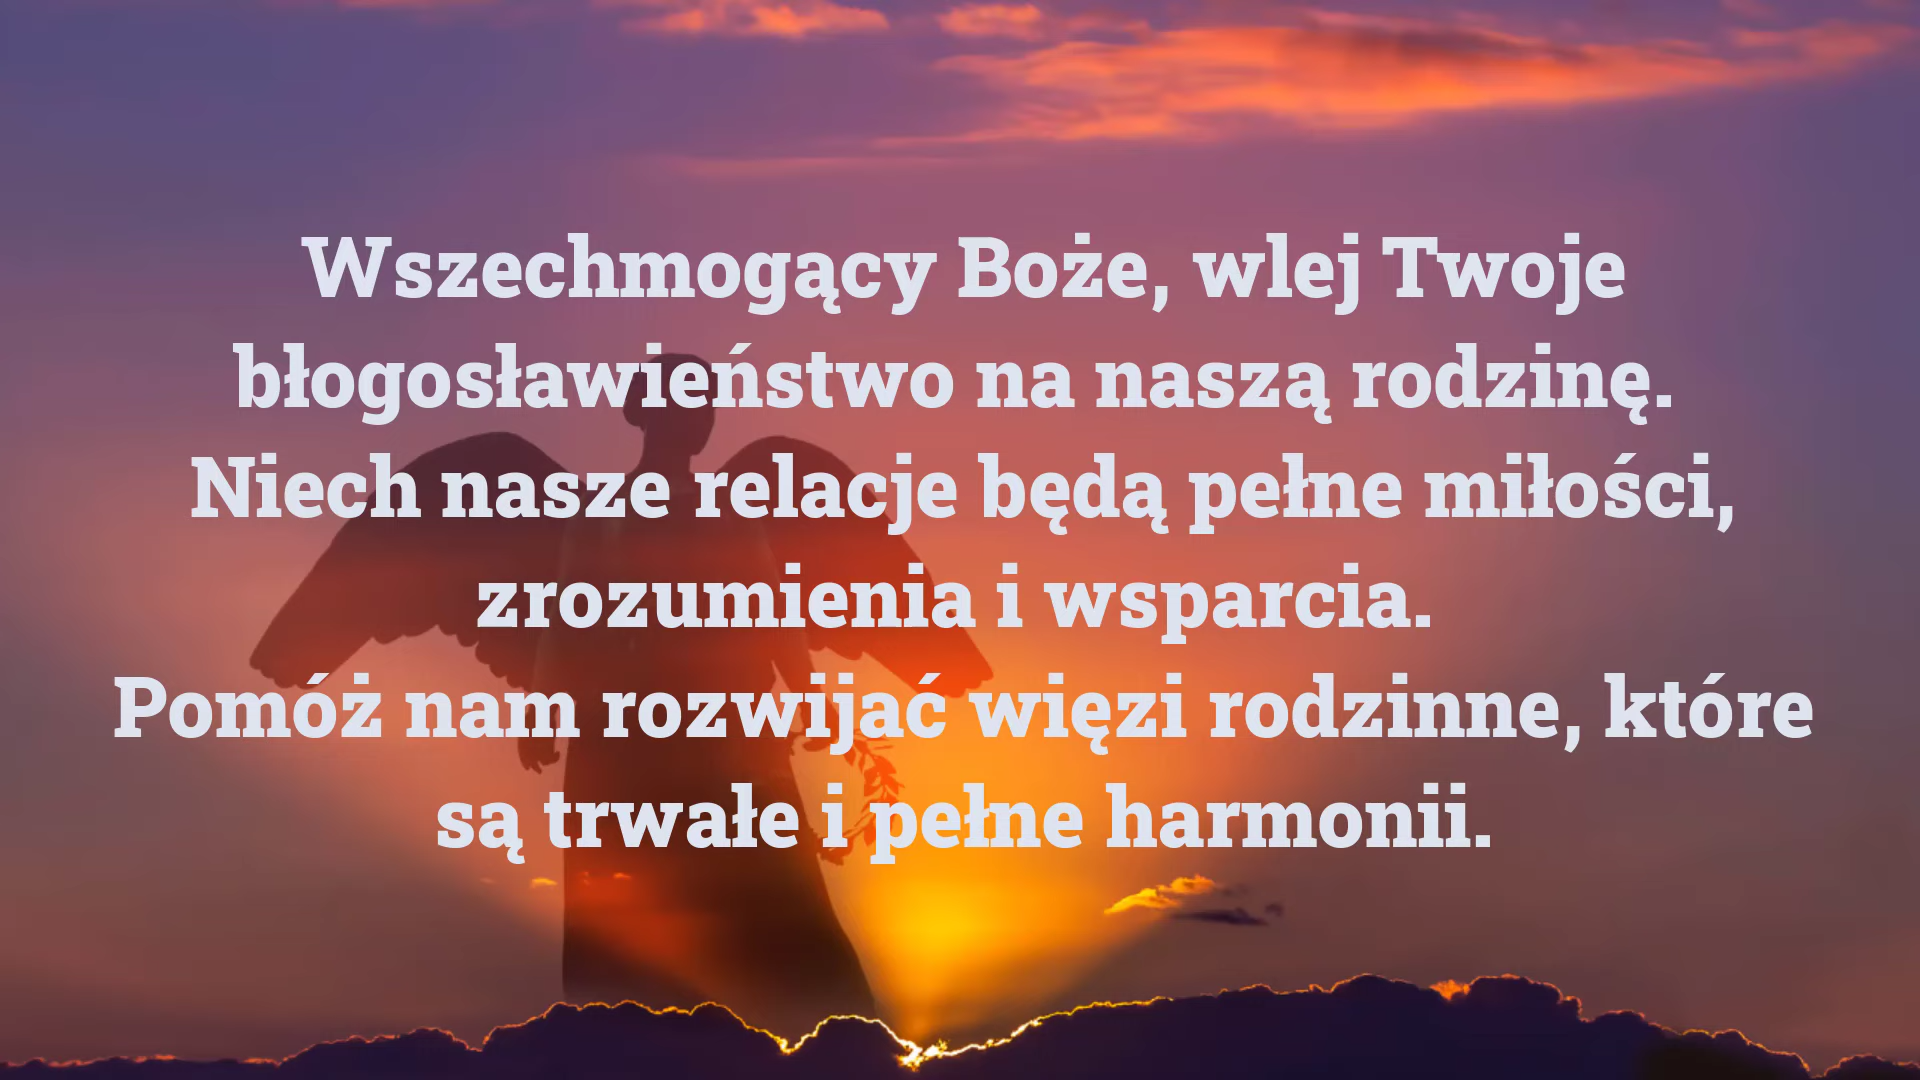 Wszechmogący Boże, wlej Twoje
błogosławieństwo na naszą rodzinę.
Niech nasze relacje będą pełne miłości,
zrozumienia i wsparcia.
Pomóż nam rozwijać więzi rodzinne, które
są trwałe i pełne harmonii.